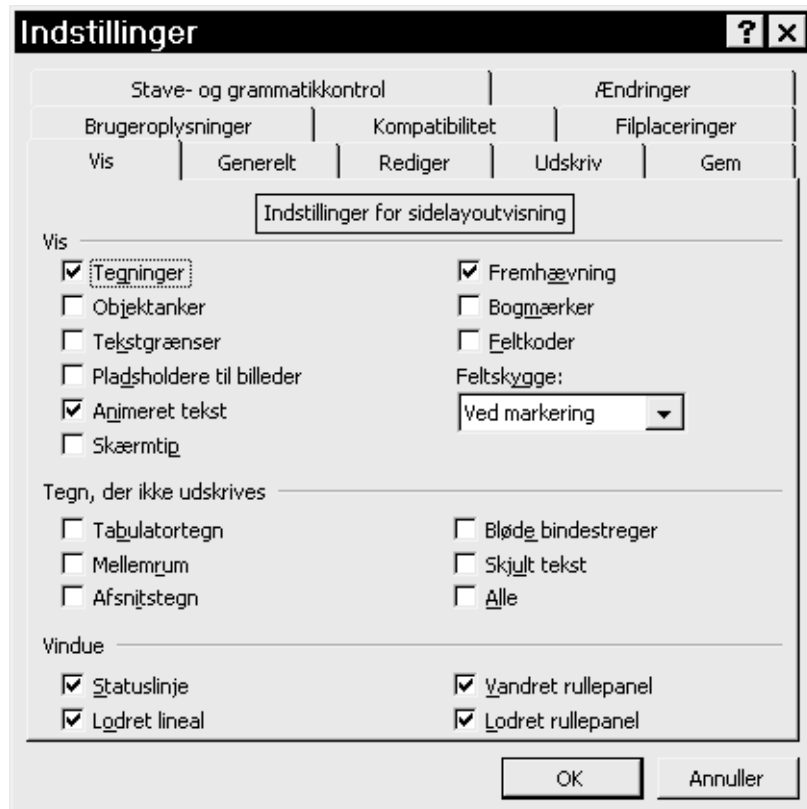 Indstillinger
Stave- og grammatikkontrol Ændringer
Brugeroplysninger Kompatibilitet Filplaceringer
Vis Generelt Rediger Udskriv Gem
Indstillinger for sidelayoutvisning
Vis
Tegninger Fremhævning
Objektanker Bogmærker
Tekstgrænser Feltkoder
Pladsholdere til billeder Feltskygge:
Animeret tekst Ved markering
Skærmtip
Tegn, der ikke udskrives
Tabulatortegn Bløde bindestreger
Mellemrum Skjult tekst
Afsnitstegn Alle
Vindue
Statuslinje Vandret rullepanel
Lodret lineal Lodret rullepanel
OK Annuller